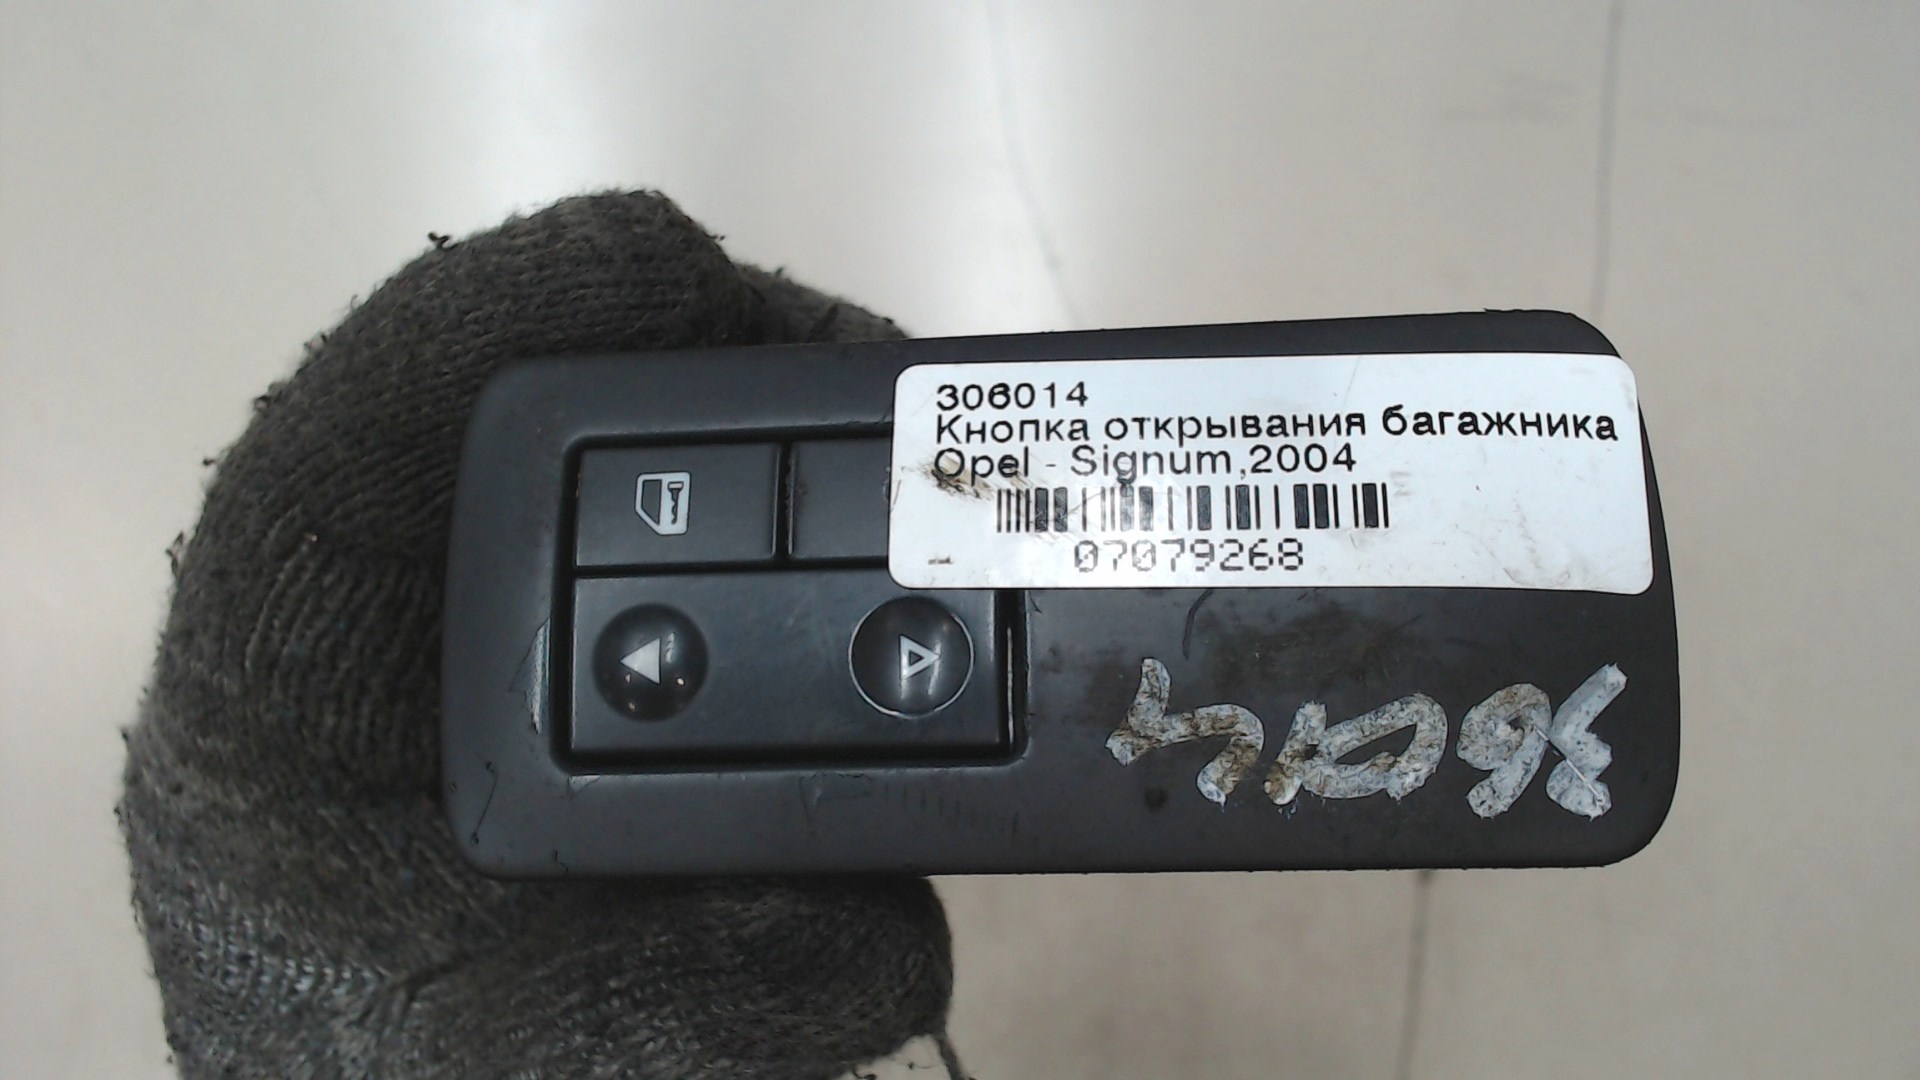 306014
Кнопка открывания багажника
Opel - Signum,2004
07079268